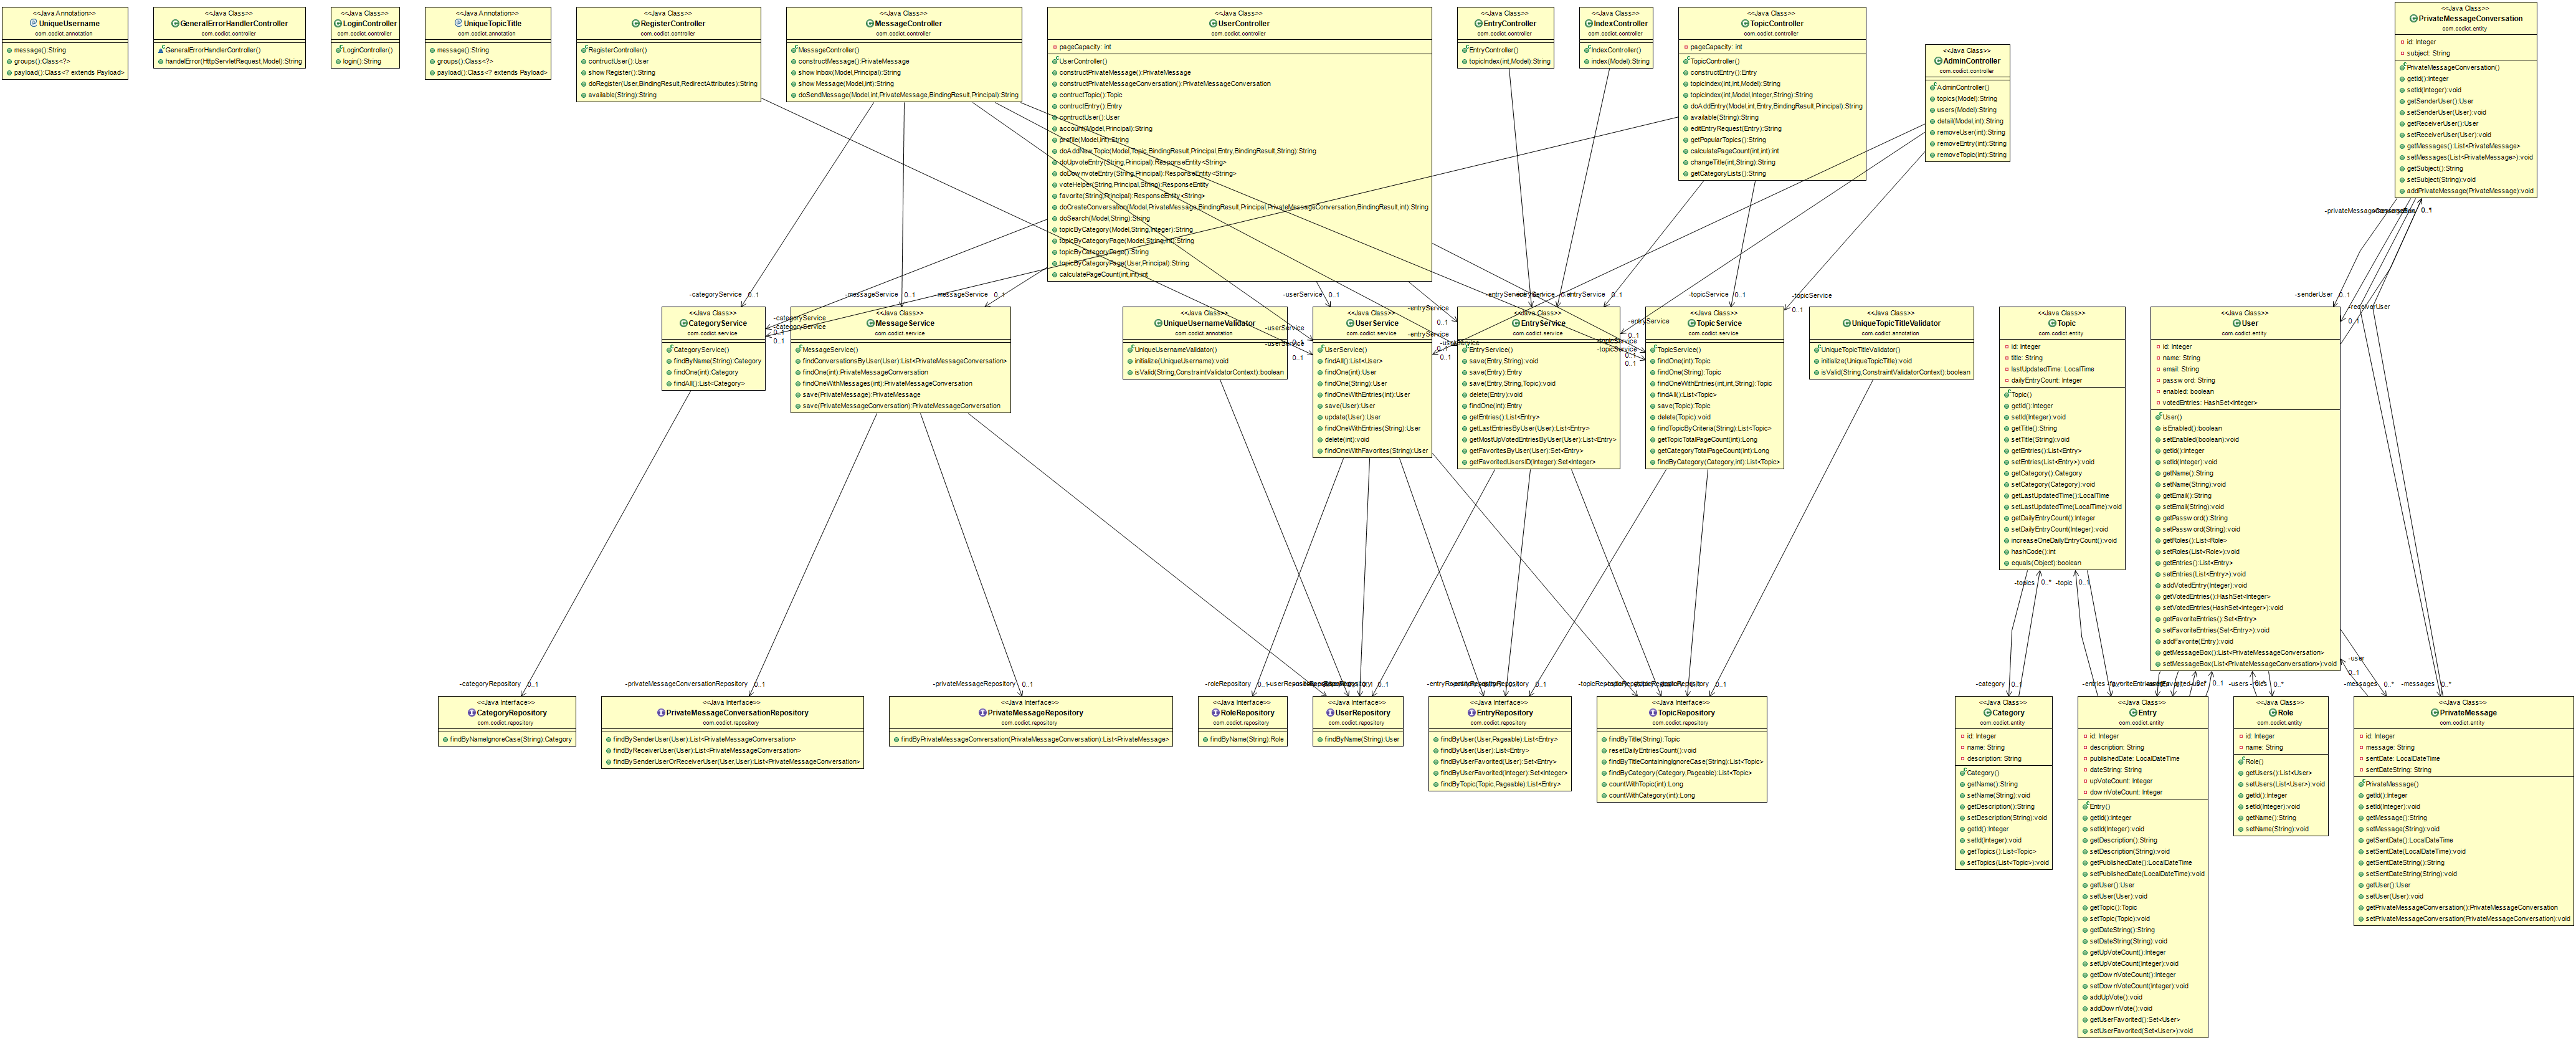 <<Java Annotation>>
UniqueUsername
com.codict.annotation
message():String
groups():Class<?>
payload():Class<? extends Payload>
<<Java Class>>
GeneralErrorHandlerController
com.codict.controller
GeneralErrorHandlerController()
handelError(HttpServletRequest,Model):String
<<Java Class>>
LoginController
com.codict.controller
LoginController()
login():String
<<Java Annotation>>
UniqueTopicTitle
com.codict.annotation
message():String
groups():Class<?>
payload():Class<? extends Payload>
<<Java Class>>
RegisterController
com.codict.controller
RegisterController()
contructUser():User
showRegister():String
doRegister(User,BindingResult,RedirectAttributes):String
available(String):String
<<Java Class>>
MessageController
com.codict.controller
MessageController()
constructMessage():PrivateMessage
showInbox(Model,Principal):String
showMessage(Model,int):String
doSendMessage(Model,int,PrivateMessage,BindingResult,Principal):String
<<Java Class>>
UserController
com.codict.controller
pageCapacity: int
UserController()
constructPrivateMessage():PrivateMessage
constructPrivateMessageConversation():PrivateMessageConversation
contructTopic():Topic
contructEntry():Entry
contructUser():User
account(Model,Principal):String
profile(Model,int):String
doAddNewTopic(Model,Topic,BindingResult,Principal,Entry,BindingResult,String):String
doUpvoteEntry(String,Principal):ResponseEntity<String>
doDownvoteEntry(String,Principal):ResponseEntity<String>
voteHelper(String,Principal,String):ResponseEntity
favorite(String,Principal):ResponseEntity<String>
doCreateConversation(Model,PrivateMessage,BindingResult,Principal,PrivateMessageConversation,BindingResult,int):String
doSearch(Model,String):String
topicByCategory(Model,String,Integer):String
topicByCategoryPage(Model,String,int):String
topicByCategoryPage():String
topicByCategoryPage(User,Principal):String
calculatePageCount(int,int):int
<<Java Class>>
EntryController
com.codict.controller
EntryController()
topicIndex(int,Model):String
<<Java Class>>
IndexController
com.codict.controller
IndexController()
index(Model):String
<<Java Class>>
TopicController
com.codict.controller
pageCapacity: int
TopicController()
constructEntry():Entry
topicIndex(int,int,Model):String
topicIndex(int,Model,Integer,String):String
doAddEntry(Model,int,Entry,BindingResult,Principal):String
available(String):String
editEntryRequest(Entry):String
getPopularTopics():String
calculatePageCount(int,int):int
changeTitle(int,String):String
getCategoryLists():String
<<Java Class>>
AdminController
com.codict.controller
AdminController()
topics(Model):String
users(Model):String
detail(Model,int):String
removeUser(int):String
removeEntry(int):String
removeTopic(int):String
<<Java Class>>
PrivateMessageConversation
com.codict.entity
id: Integer
subject: String
PrivateMessageConversation()
getId():Integer
setId(Integer):void
getSenderUser():User
setSenderUser(User):void
getReceiverUser():User
setReceiverUser(User):void
getMessages():List<PrivateMessage>
setMessages(List<PrivateMessage>):void
getSubject():String
setSubject(String):void
addPrivateMessage(PrivateMessage):void
0..1
-categoryService 0..1
-messageService 0..1
-messageService 0..1
-userService 0..1
-entryService 0..1
-topicService 0..1
-topicService 0..1
-senderUser 0..1
-receiverUser 0..1
<<Java Class>>
CategoryService
com.codict.service
CategoryService()
findByName(String):Category
findOne(int):Category
findAll():List<Category>
-categoryService
-categoryService
0..1
0..1
<<Java Class>>
MessageService
com.codict.service
MessageService()
findConversationsByUser(User):List<PrivateMessageConversation>
findOne(int):PrivateMessageConversation
findOneWithMessages(int):PrivateMessageConversation
save(PrivateMessage):PrivateMessage
save(PrivateMessageConversation):PrivateMessageConversation
<<Java Class>>
UniqueUsernameValidator
com.codict.annotation
UniqueUsernameValidator()
initialize(UniqueUsername):void
isValid(String,ConstraintValidatorContext):boolean
-userService
-userService
0..1
<<Java Class>>
UserService
com.codict.service
UserService()
findAll():List<User>
findOne(int):User
findOne(String):User
findOneWithEntries(int):User
save(User):User
update(User):User
findOneWithEntries(String):User
delete(int):void
findOneWithFavorites(String):User
-entryService
0..1
<<Java Class>>
EntryService
com.codict.service
EntryService()
save(Entry,String):void
save(Entry):Entry
save(Entry,String,Topic):void
delete(Entry):void
findOne(int):Entry
getEntries():List<Entry>
getLastEntriesByUser(User):List<Entry>
getMostUpVotedEntriesByUser(User):List<Entry>
getFavoritesByUser(User):Set<Entry>
getFavoritedUsersID(Integer):Set<Integer>
-entryService
0..1
-topicService
-topicService
0..1
0..1
<<Java Class>>
TopicService
com.codict.service
TopicService()
findOne(int):Topic
findOne(String):Topic
findOneWithEntries(int,int,String):Topic
findAll():List<Topic>
save(Topic):Topic
delete(Topic):void
findTopicByCriteria(String):List<Topic>
getTopicTotalPageCount(int):Long
getCategoryTotalPageCount(int):Long
findByCategory(Category,int):List<Topic>
<<Java Class>>
UniqueTopicTitleValidator
com.codict.annotation
UniqueTopicTitleValidator()
initialize(UniqueTopicTitle):void
isValid(String,ConstraintValidatorContext):boolean
<<Java Class>>
Topic
com.codict.entity
id: Integer
title: String
lastUpdatedTime: LocalTime
dailyEntryCount: Integer
Topic()
getId():Integer
setId(Integer):void
getTitle():String
setTitle(String):void
getEntries():List<Entry>
setEntries(List<Entry>):void
getCategory():Category
setCategory(Category):void
getLastUpdatedTime():LocalTime
setLastUpdatedTime(LocalTime):void
getDailyEntryCount():Integer
setDailyEntryCount(Integer):void
increaseOneDailyEntryCount():void
hashCode():int
equals(Object):boolean
-topics 0..*
-topic 0..1
<<Java Class>>
User
com.codict.entity
id: Integer
name: String
email: String
password: String
enabled: boolean
votedEntries: HashSet<Integer>
User()
isEnabled():boolean
setEnabled(boolean):void
getId():Integer
setId(Integer):void
getName():String
setName(String):void
getEmail():String
setEmail(String):void
getPassword():String
setPassword(String):void
getRoles():List<Role>
setRoles(List<Role>):void
getEntries():List<Entry>
setEntries(List<Entry>):void
addVotedEntry(Integer):void
getVotedEntries():HashSet<Integer>
setVotedEntries(HashSet<Integer>):void
getFavoriteEntries():Set<Entry>
setFavoriteEntries(Set<Entry>):void
addFavorite(Entry):void
getMessageBox():List<PrivateMessageConversation>
setMessageBox(List<PrivateMessageConversation>):void
-user
0..1
-categoryRepository 0..1
-privateMessageConversationRepository 0..1
-privateMessageRepository 0..1
-roleRepository
-category 0..1
-entries
-users
-messages 0..*
-messages 0..*
<<Java Interface>>
CategoryRepository
com.codict.repository
findByNameIgnoreCase(String):Category
<<Java Interface>>
PrivateMessageConversationRepository
com.codict.repository
findBySenderUser(User):List<PrivateMessageConversation>
findByReceiverUser(User):List<PrivateMessageConversation>
findBySenderUserOrReceiverUser(User,User):List<PrivateMessageConversation>
<<Java Interface>>
PrivateMessageRepository
com.codict.repository
findByPrivateMessageConversation(PrivateMessageConversation):List<PrivateMessage>
<<Java Interface>>
RoleRepository
com.codict.repository
findByName(String):Role
<<Java Interface>>
UserRepository
com.codict.repository
findByName(String):User
<<Java Interface>>
EntryRepository
com.codict.repository
findByUser(User,Pageable):List<Entry>
findByUser(User):List<Entry>
findByUserFavorited(User):Set<Entry>
findByUserFavorited(Integer):Set<Integer>
findByTopic(Topic,Pageable):List<Entry>
<<Java Interface>>
TopicRepository
com.codict.repository
findByTitle(String):Topic
resetDailyEntriesCount():void
findByTitleContainingIgnoreCase(String):List<Topic>
findByCategory(Category,Pageable):List<Topic>
countWithTopic(int):Long
countWithCategory(int):Long
<<Java Class>>
Category
com.codict.entity
id: Integer
name: String
description: String
Category()
getName():String
setName(String):void
getDescription():String
setDescription(String):void
getId():Integer
setId(Integer):void
getTopics():List<Topic>
setTopics(List<Topic>):void
<<Java Class>>
Entry
com.codict.entity
id: Integer
description: String
publishedDate: LocalDateTime
dateString: String
upVoteCount: Integer
downVoteCount: Integer
Entry()
getId():Integer
setId(Integer):void
getDescription():String
setDescription(String):void
getPublishedDate():LocalDateTime
setPublishedDate(LocalDateTime):void
getUser():User
setUser(User):void
getTopic():Topic
setTopic(Topic):void
getDateString():String
setDateString(String):void
getUpVoteCount():Integer
setUpVoteCount(Integer):void
getDownVoteCount():Integer
setDownVoteCount(Integer):void
addUpVote():void
addDownVote():void
getUserFavorited():Set<User>
setUserFavorited(Set<User>):void
<<Java Class>>
Role
com.codict.entity
id: Integer
name: String
Role()
getUsers():List<User>
setUsers(List<User>):void
getId():Integer
setId(Integer):void
getName():String
setName(String):void
<<Java Class>>
PrivateMessage
com.codict.entity
id: Integer
message: String
sentDate: LocalDateTime
sentDateString: String
PrivateMessage()
getId():Integer
setId(Integer):void
getMessage():String
setMessage(String):void
getSentDate():LocalDateTime
setSentDate(LocalDateTime):void
getSentDateString():String
setSentDateString(String):void
getUser():User
setUser(User):void
getPrivateMessageConversation():PrivateMessageConversation
setPrivateMessageConversation(PrivateMessageConversation):void